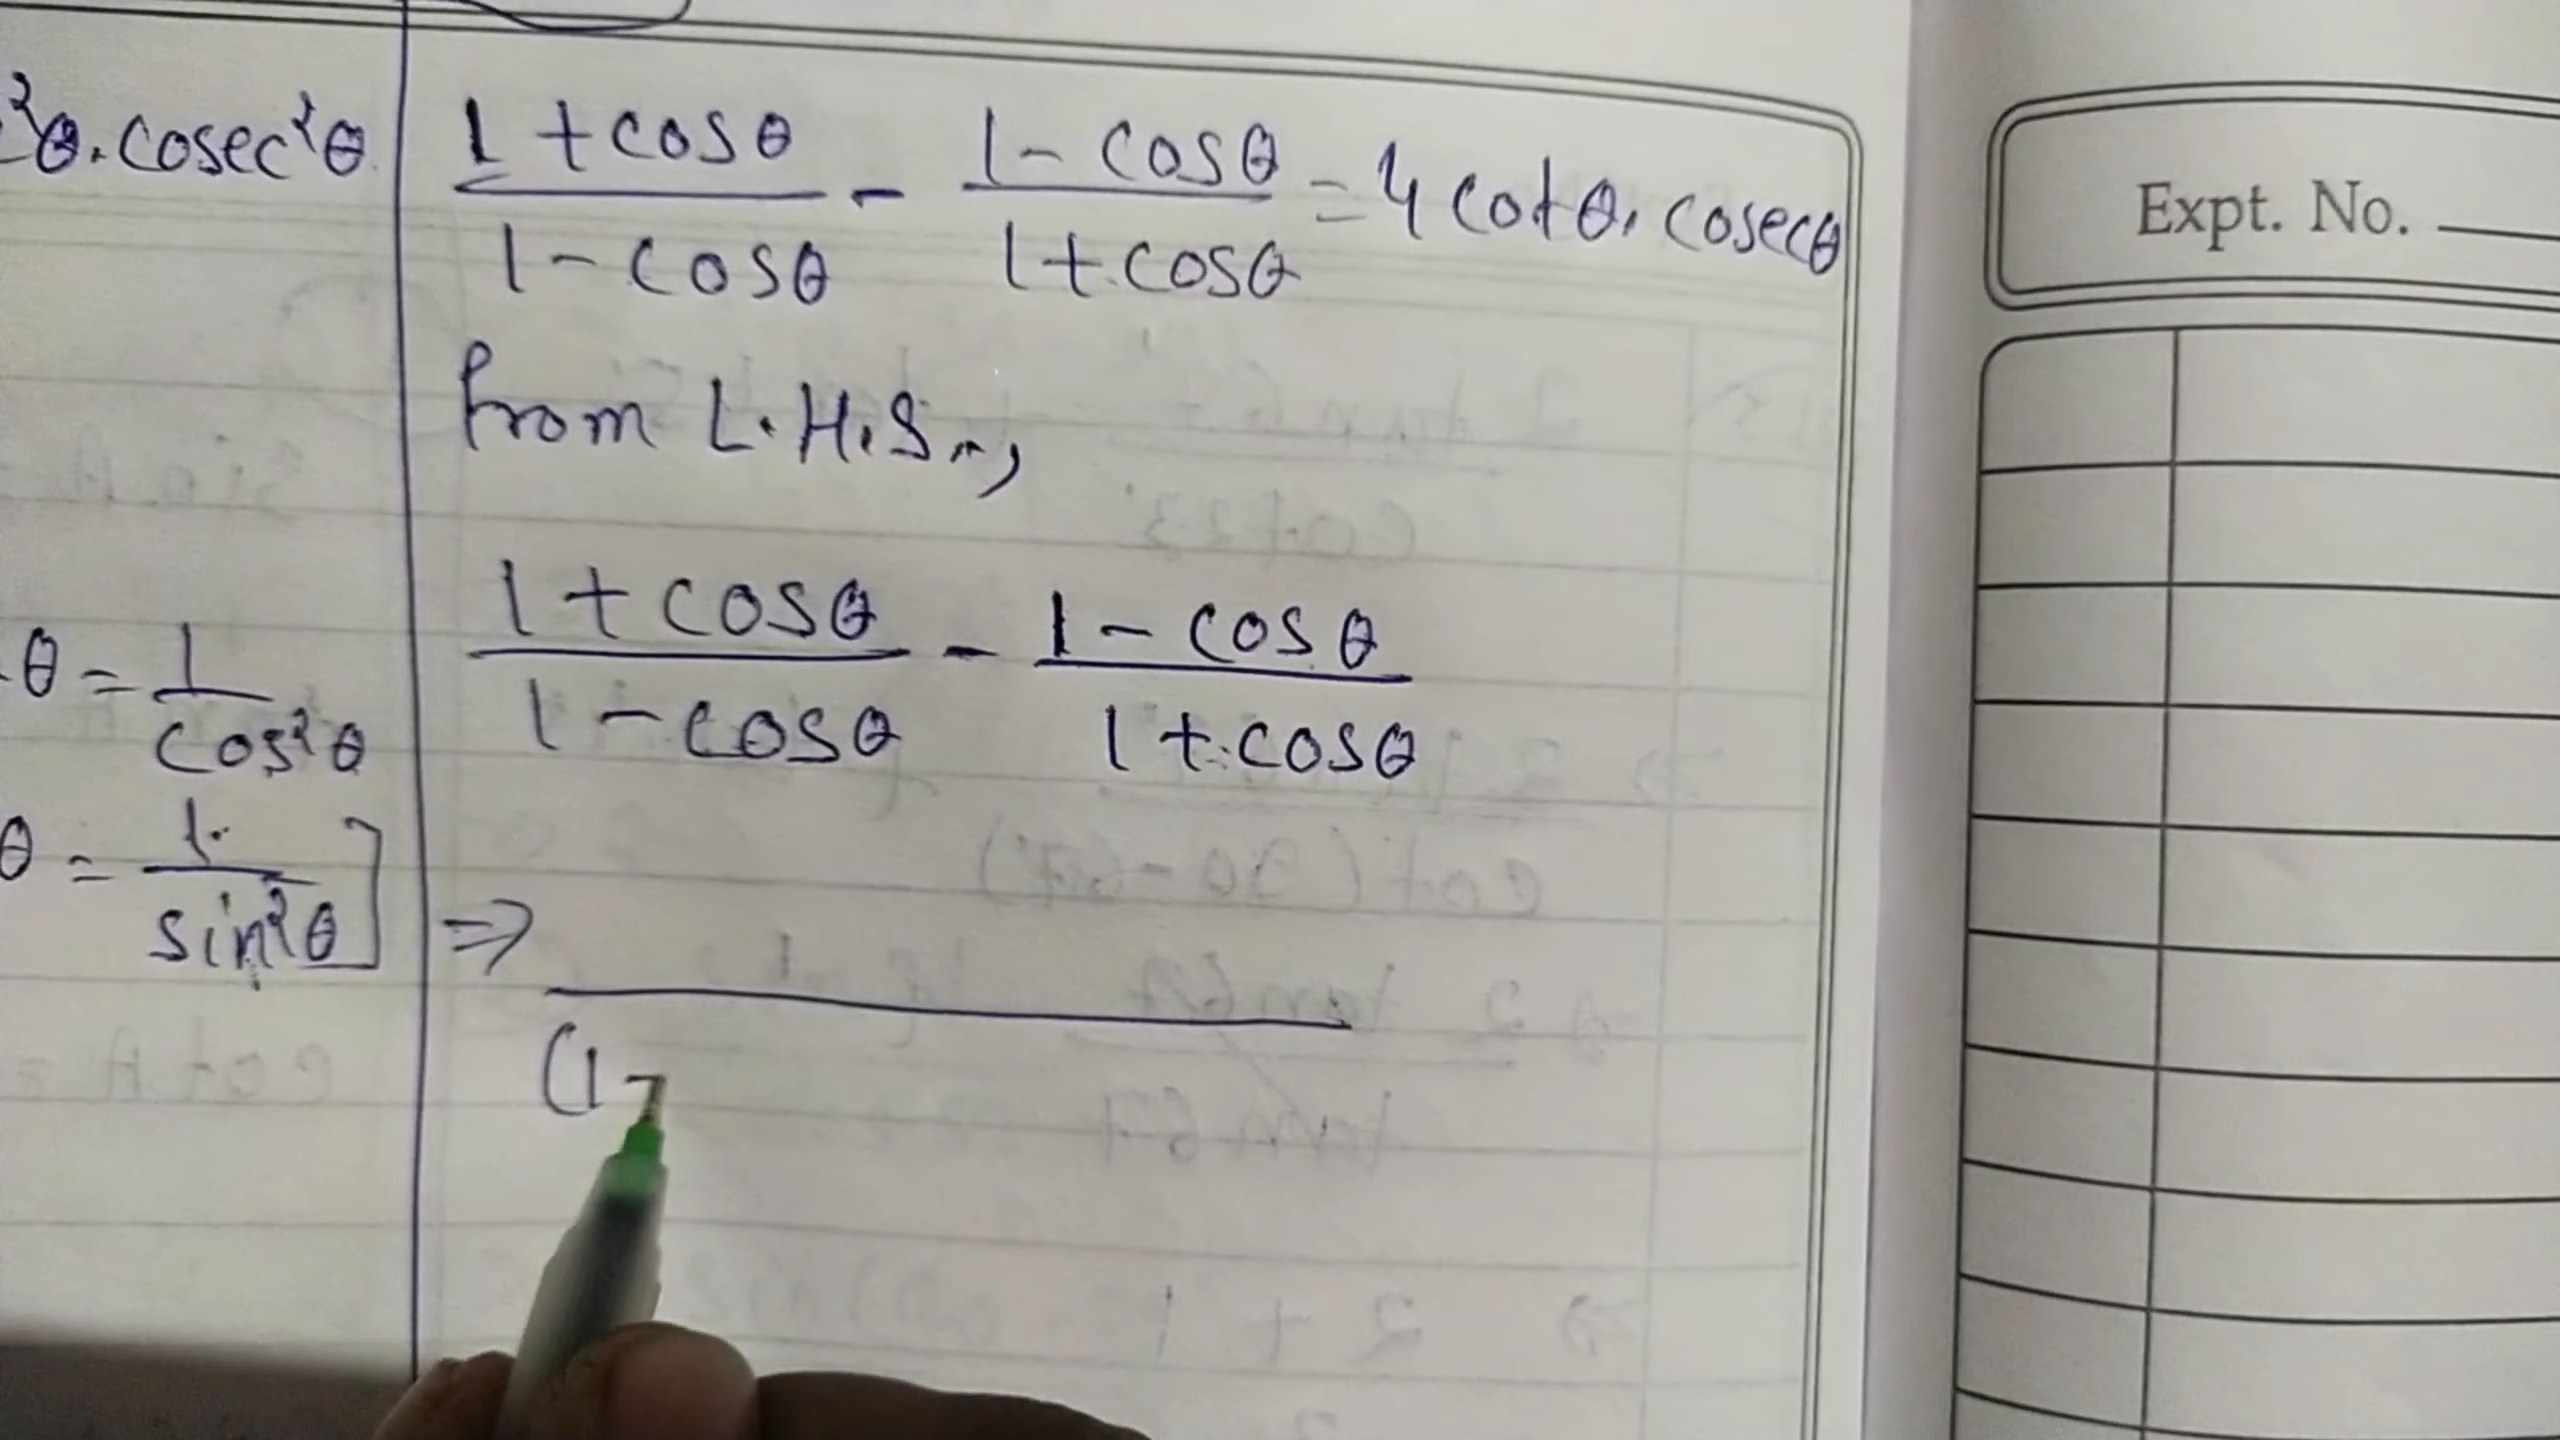 ²θ. cosec²θ
θ = 1/cos²θ
θ = 1/sin²θ]
1 + cosθ / 1 - cosθ - 1 - cosθ / 1 + cosθ = 4 cotθ. cosecθ
from L.H.S.,
1 + cosθ / 1 - cosθ - 1 - cosθ / 1 + cosθ
⇒
(1 -
Expt. No.